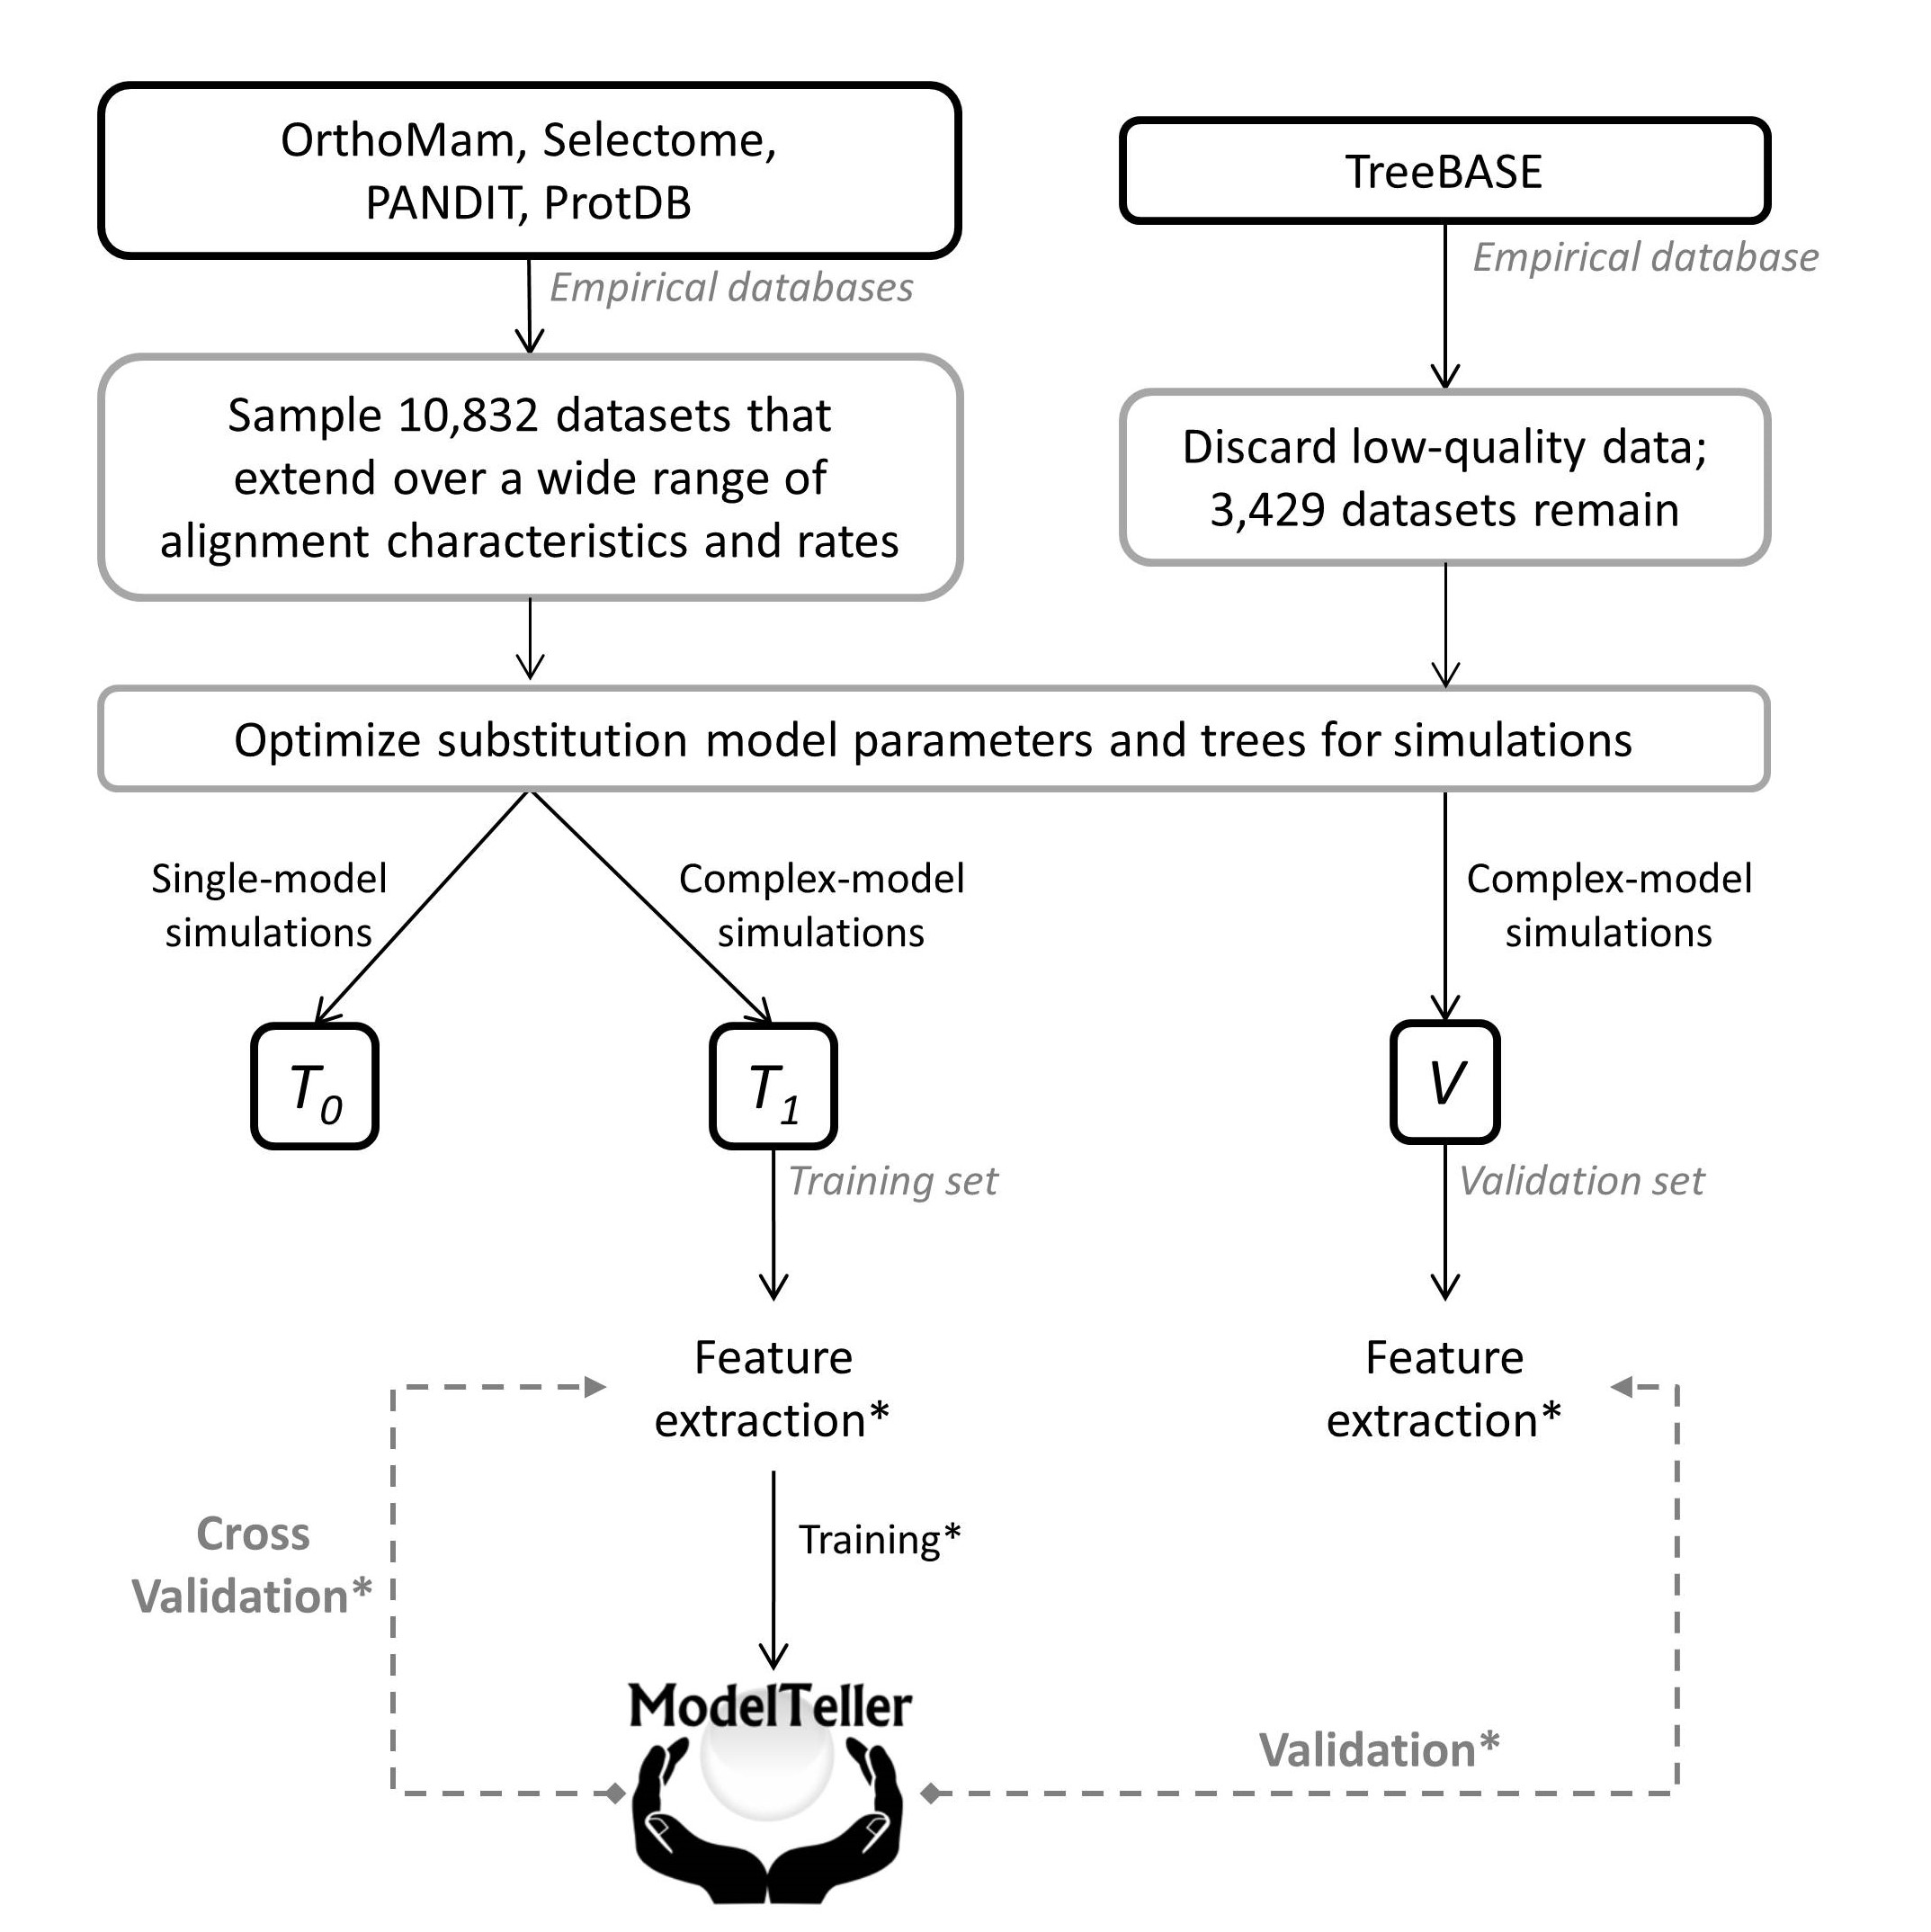 OrthoMam, Selectome,
PANDIT, ProtDB
TreeBASE
Empirical databases
Empirical database
Sample 10,832 datasets that
extend over a wide range of
alignment characteristics and rates
Discard low-quality data;
3,429 datasets remain
Optimize substitution model parameters and trees for simulations
Single-model
simulations
Complex-model
simulations
Complex-model
simulations
T0
T1
V
Training set
Validation set
Feature
extraction*
Feature
extraction*
Cross
Validation*
Training*
ModelTeller
Validation*